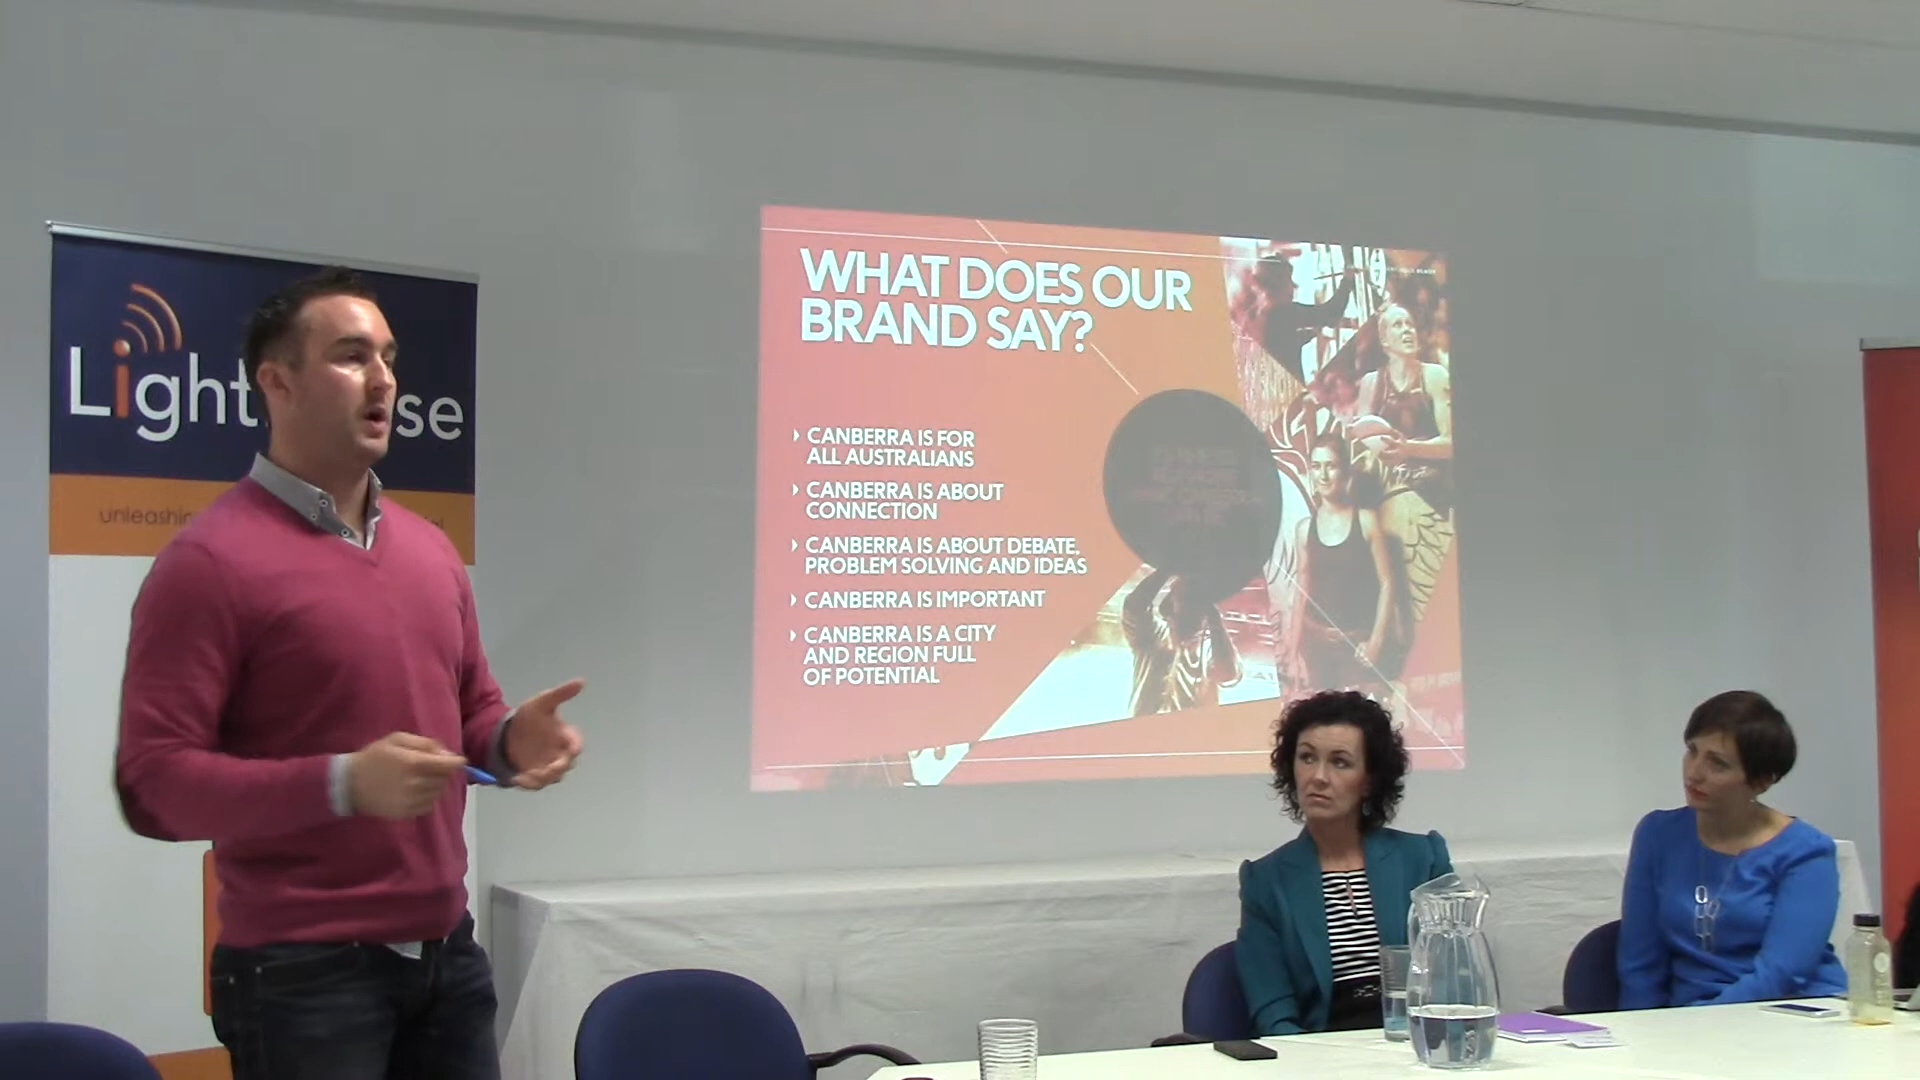 Light
se
unleashin
WHAT DOES OUR
BRAND SAY?
CANBERRA IS FOR
ALL AUSTRALIANS
CANBERRA IS ABOUT
CONNECTION
CANBERRA IS ABOUT DEBATE,
PROBLEM SOLVING AND IDEAS
CANBERRA IS IMPORTANT
CANBERRA IS A CITY
AND REGION FULL
OF POTENTIAL